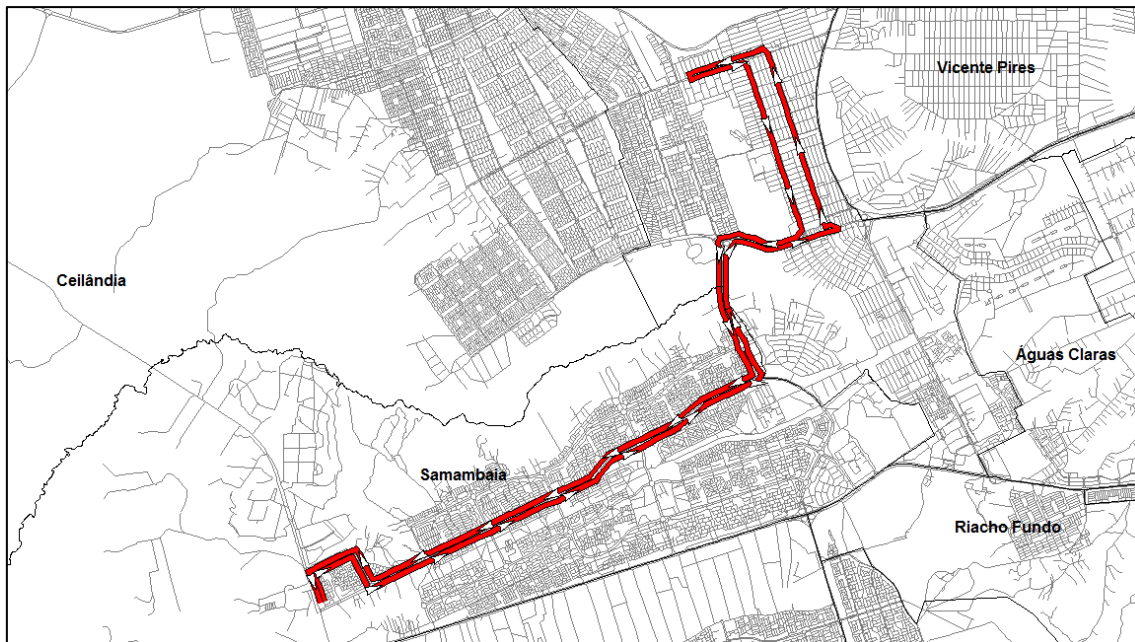 Vicente Pires
Ceilândia
Águas Claras
Samambaia
Riacho Fundo